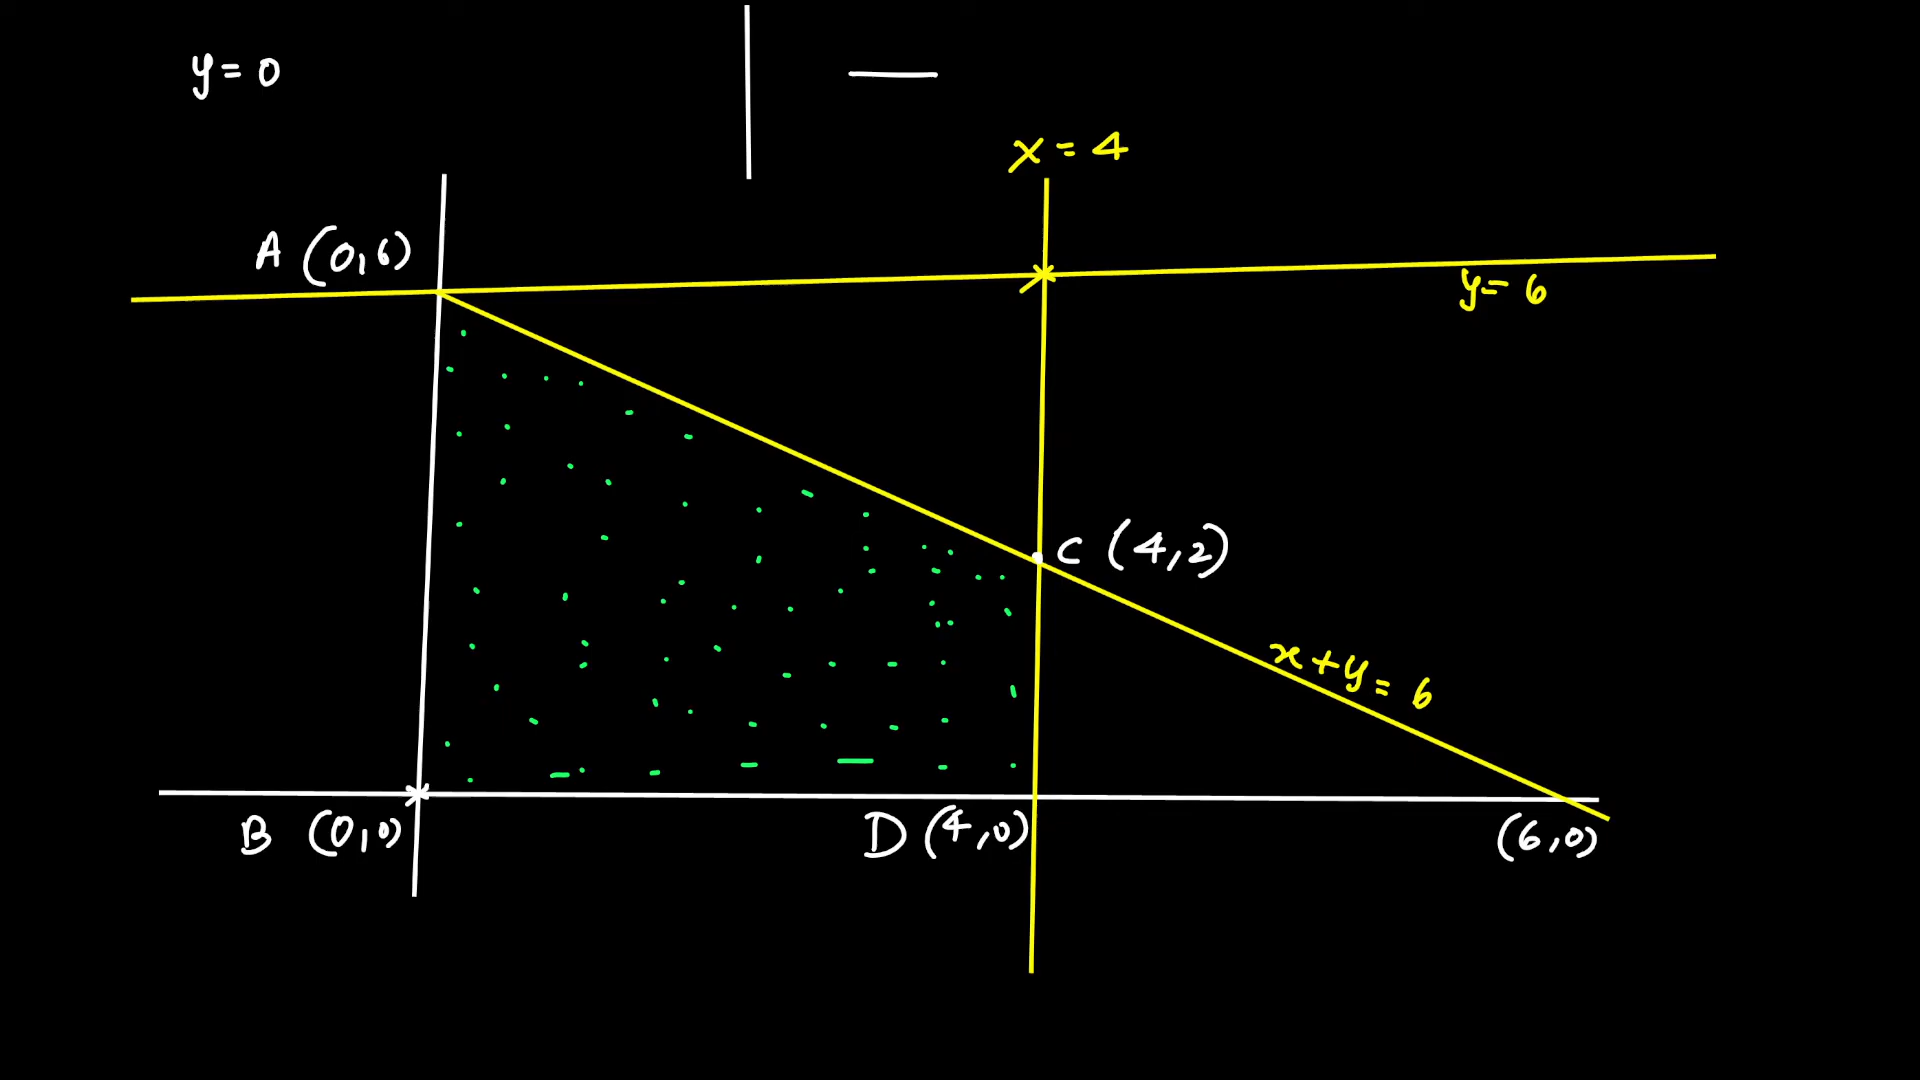 y = 0
x = 4
A (0,6)
y = 6
C (4,2)
x + y = 6
B (0,0)
D (4,0)
(6,0)